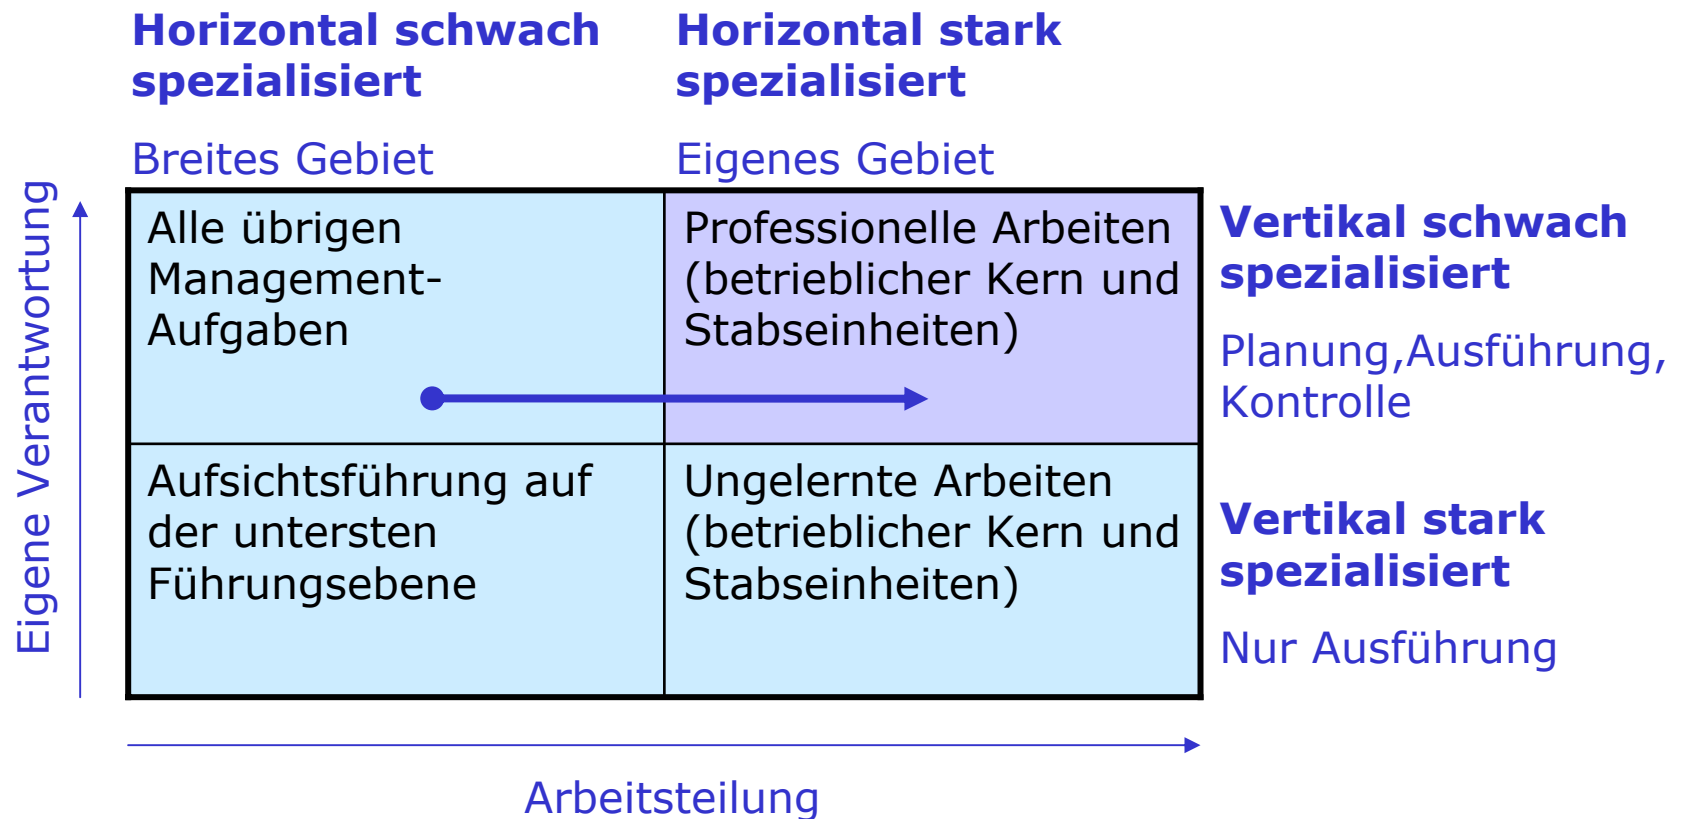 Horizontal schwach
spezialisiert
Breites Gebiet
Horizontal stark
spezialisiert
Eigenes Gebiet
Eigene Verantwortung
Alle übrigen
Management-
Aufgaben
Professionelle Arbeiten
(betrieblicher Kern und
Stabseinheiten)
Vertikal schwach
spezialisiert
Planung,Ausführung,
Kontrolle
Aufsichtsführung auf
der untersten
Führungsebene
Ungelernte Arbeiten
(betrieblicher Kern und
Stabseinheiten)
Vertikal stark
spezialisiert
Nur Ausführung
Arbeitsteilung